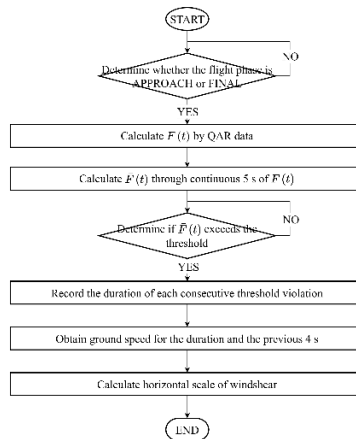 START
Determine whether the flight phase is
APPROACH or FINAL
NO
YES
Calculate F(t) by QAR data
Calculate F̄(t) through continuous 5 s of F(t)
Determine if F̄(t) exceeds the
threshold
NO
YES
Record the duration of each consecutive threshold violation
Obtain ground speed for the duration and the previous 4 s
Calculate horizontal scale of windshear
END